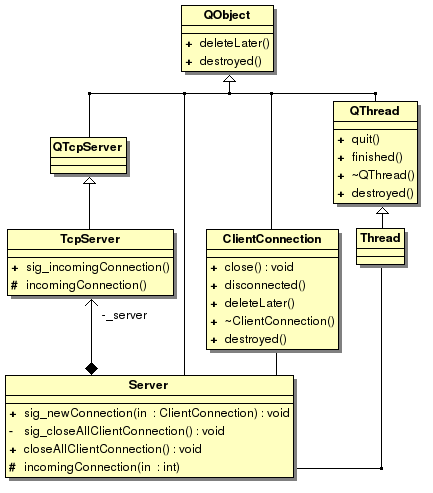 QObject
+ deleteLater()
+ destroyed()
QTcpServer
QThread
+ quit()
+ finished()
+ ~QThread()
+ destroyed()
TcpServer
+ sig_incomingConnection()
# incomingConnection()
ClientConnection
+ close() : void
+ disconnected()
+ deleteLater()
+ ~ClientConnection()
+ destroyed()
Thread
-_server
Server
+ sig_newConnection(in : ClientConnection) : void
- sig_closeAllClientConnection() : void
+ closeAllClientConnection() : void
# incomingConnection(in : int)